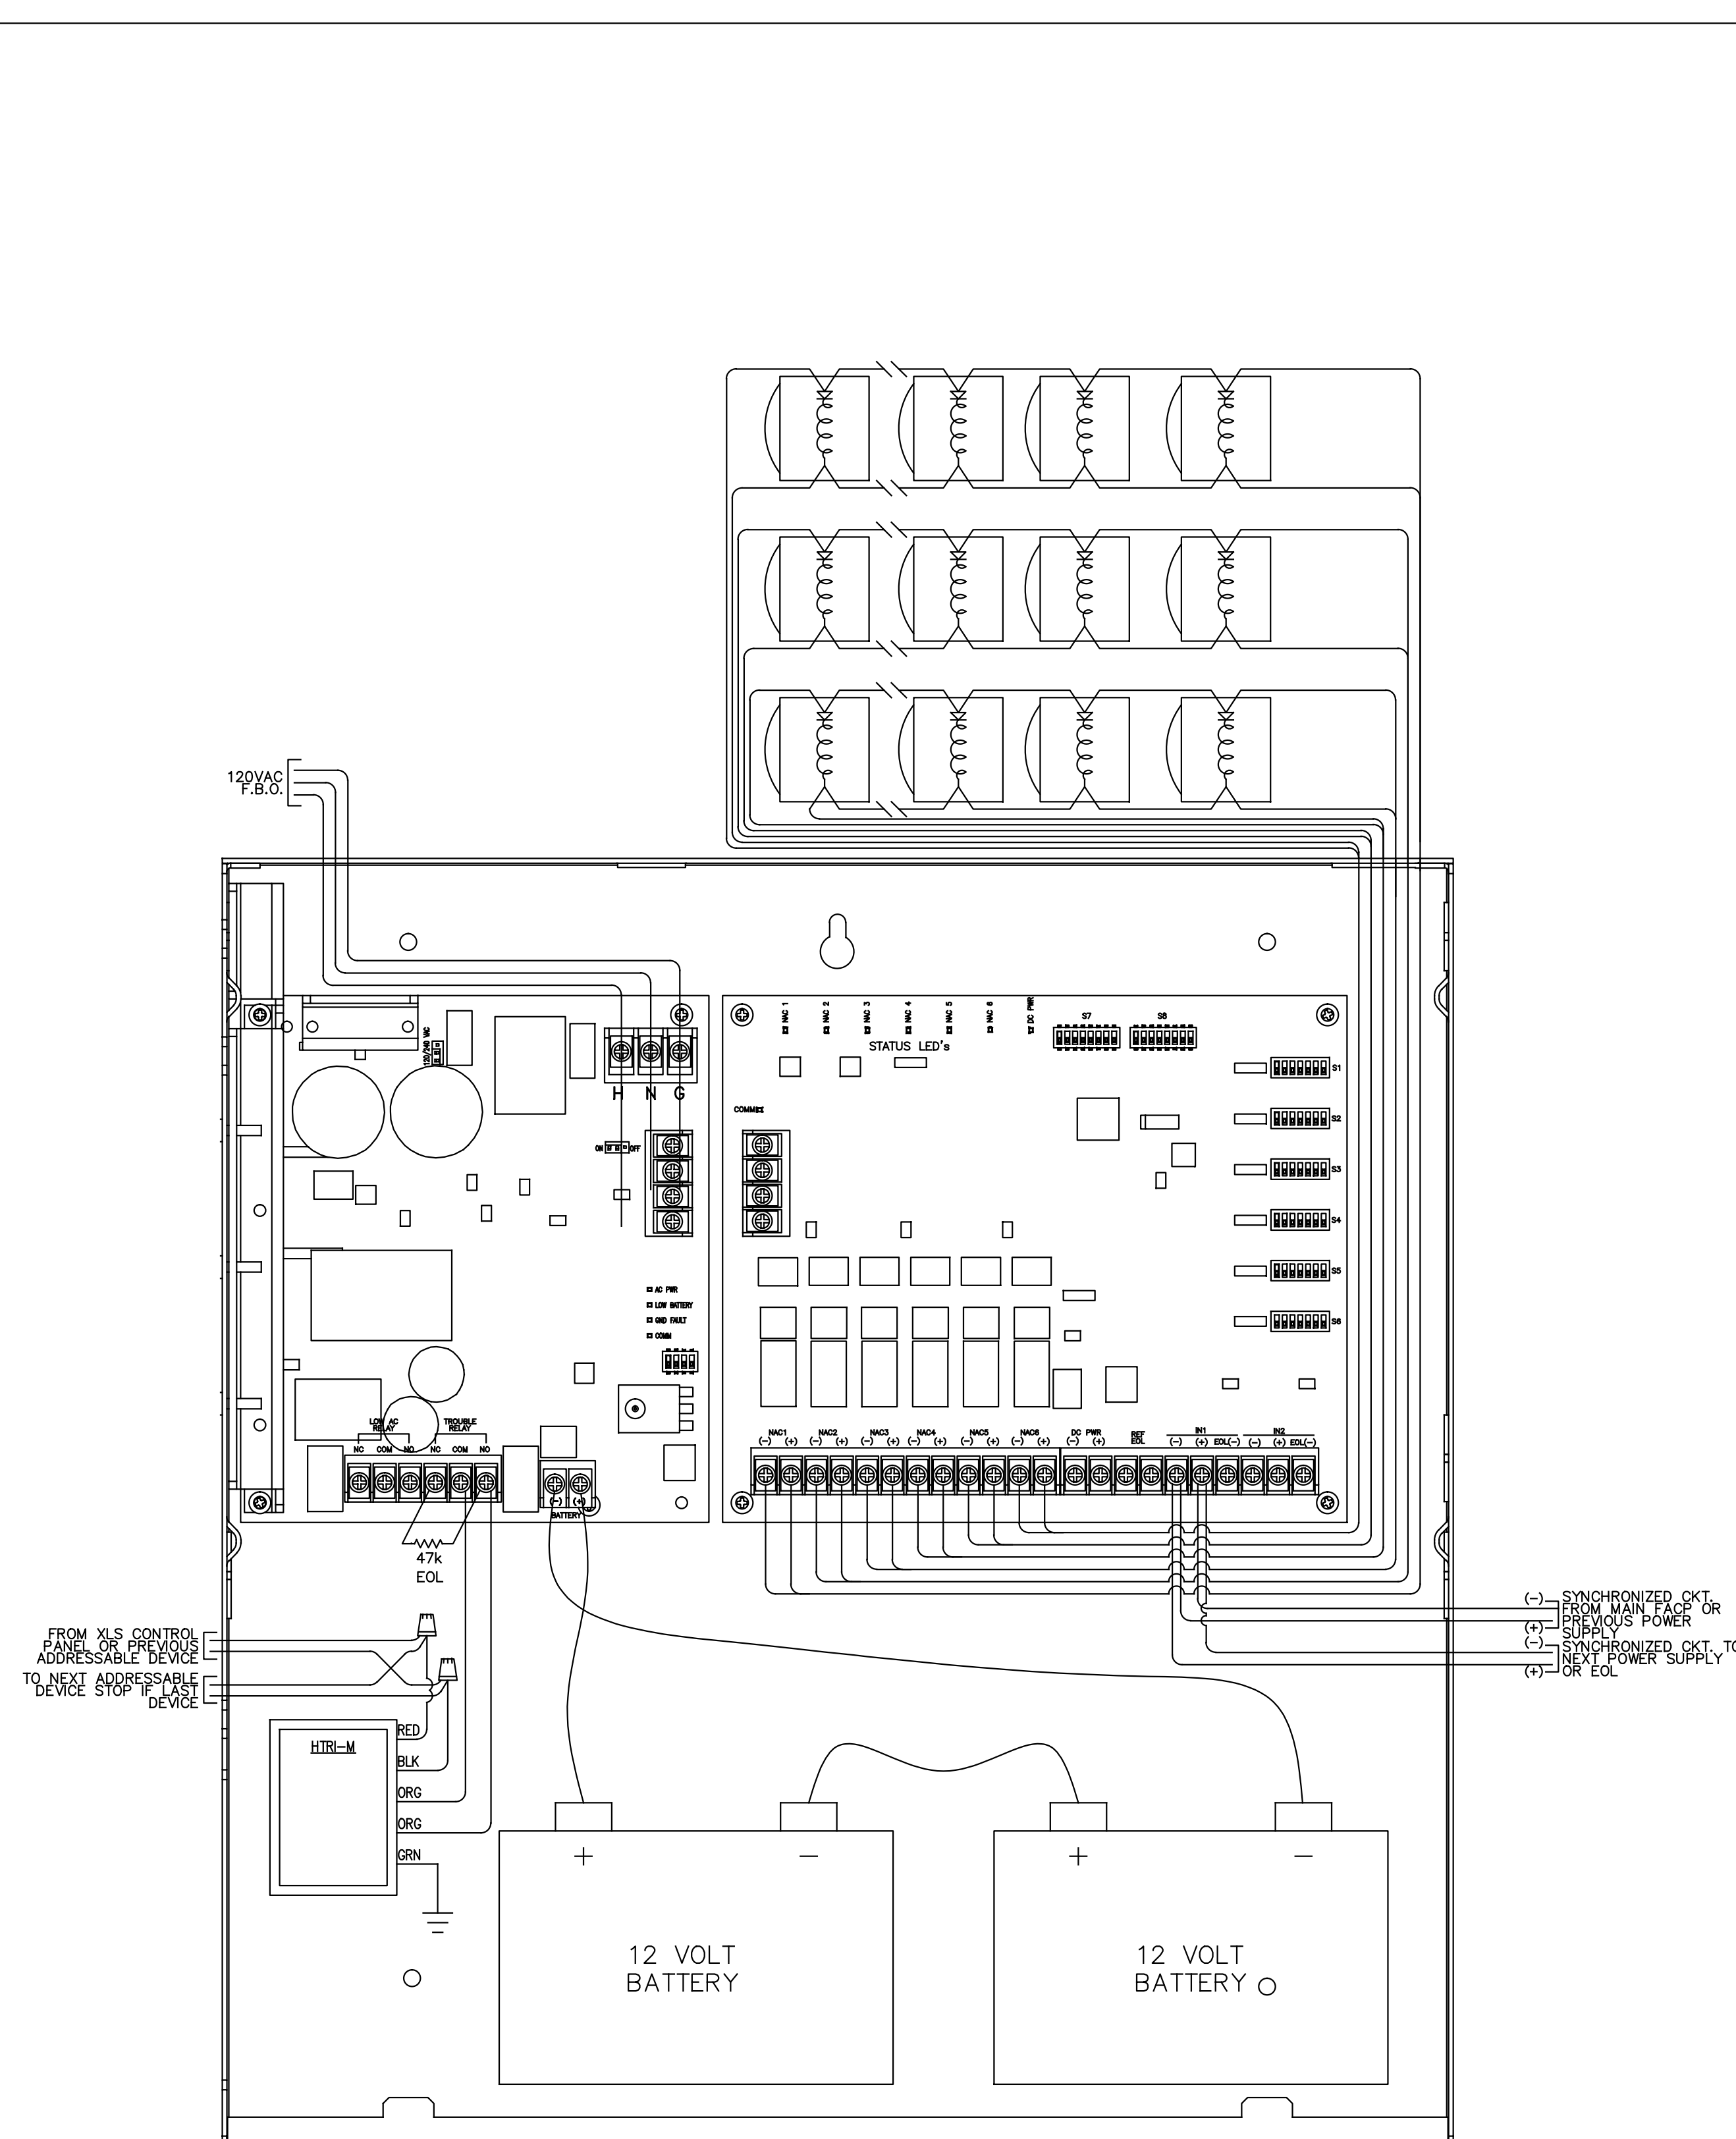 120VAC
F.B.O.
NAC 1
NAC 2
NAC 3
NAC 4
NAC 5
NAC 6
DC PWR
S7
S8
STATUS LED's
120/240 VAC
S1
H N G
COMM
S2
ON OFF
S3
S4
S5
AC PWR
LOW BATTERY
GND FAULT
S6
COMM
LOW AC
RELAY
TROUBLE
RELAY
NC COM NO NC COM NO
NAC1 NAC2 NAC3 NAC4 NAC5 NAC6 DC PWR REF
EOL IN1 IN2
(-) (+) (-) (+) (-) (+) (-) (+) (-) (+) (-) (+) (-) (+) (-) (+) EOL(-) (-) (+) EOL(-)
(-) (+)
BATTERY
47k
EOL
(-) SYNCHRONIZED CKT.
FROM MAIN FACP OR
PREVIOUS POWER
(+) SUPPLY
(-) SYNCHRONIZED CKT. TO
NEXT POWER SUPPLY
(+) OR EOL
FROM XLS CONTROL
PANEL OR PREVIOUS
ADDRESSABLE DEVICE
TO NEXT ADDRESSABLE
DEVICE STOP IF LAST
DEVICE
HTRI-M
RED
BLK
ORG
ORG
GRN
+ −
+ −
12 VOLT
BATTERY
12 VOLT
BATTERY